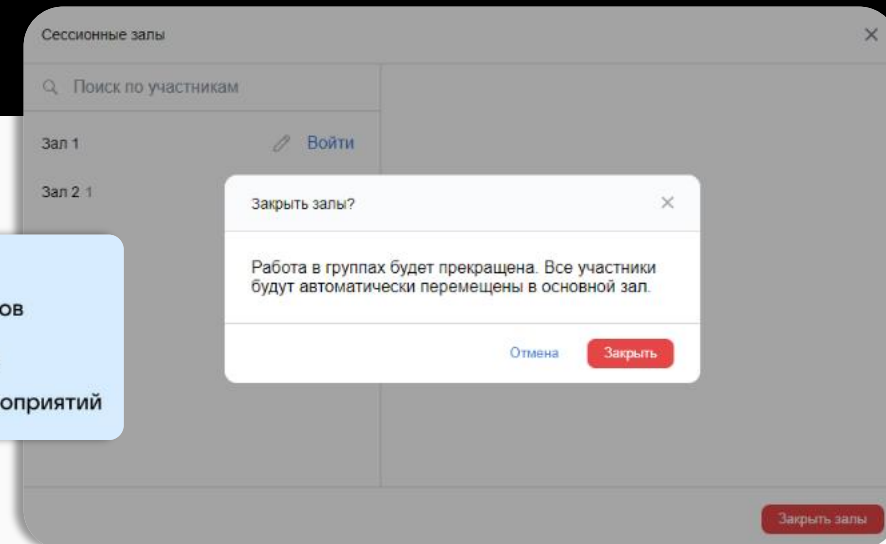 Сессионные залы
Поиск по участникам
Зал 1
Войти
Зал 2 1
Закрыть залы?
Работа в группах будет прекращена. Все участники
будут автоматически перемещены в основной зал.
Отмена
Закрыть
ов
оприятий
Закрыть залы